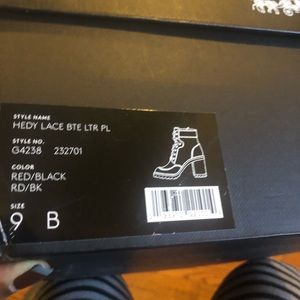 STYLE NAME
HEDY LACE BTE LTR PL
STYLE NO.
G4238 232701
COLOR
RED/BLACK
RD/BK
SIZE
9 B